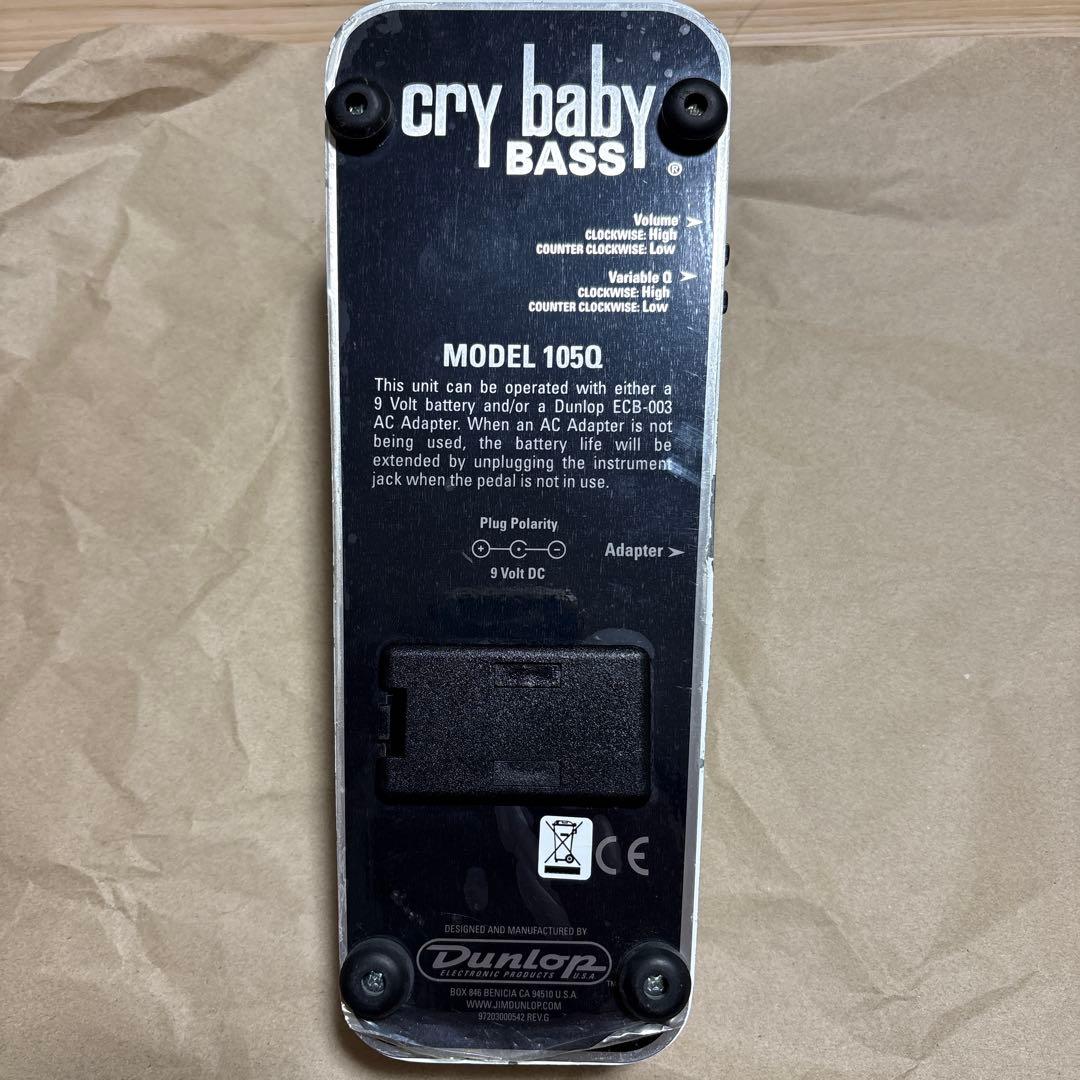 cry baby
BASS ®
Volume
CLOCKWISE: High
COUNTER CLOCKWISE: Low
Variable Q
CLOCKWISE: High
COUNTER CLOCKWISE: Low
MODEL 105Q
This unit can be operated with either a
9 Volt battery and/or a Dunlop ECB-003
AC Adapter. When an AC Adapter is not
being used, the battery life will be
extended by unplugging the instrument
jack when the pedal is not in use.
Plug Polarity
Adapter
9 Volt DC
CE
DESIGNED AND MANUFACTURED BY
Dunlop
ELECTRONIC PRODUCTS U.S.A. ™
BOX 846 BENICIA CA 94510 U.S.A.
WWW.JIMDUNLOP.COM
97203000542 REV.G